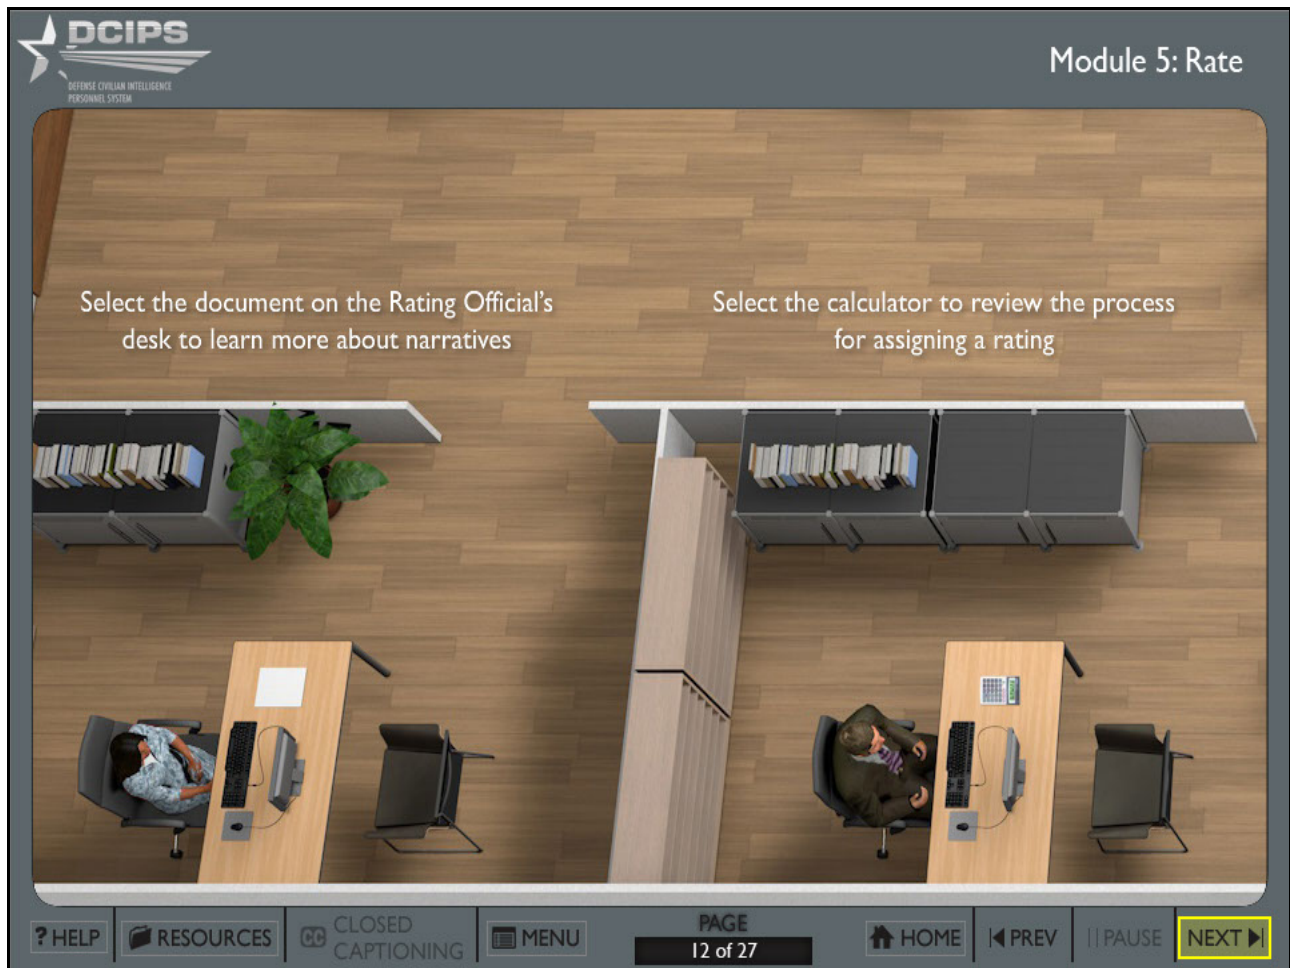 DCIPS
DEFENSE CIVILIAN INTELLIGENCE
PERSONNEL SYSTEM
Module 5: Rate
Select the document on the Rating Official's
desk to learn more about narratives
Select the calculator to review the process
for assigning a rating
? HELP
RESOURCES
CC CLOSED
CAPTIONING
MENU
PAGE
12 of 27
HOME
PREV
PAUSE
NEXT